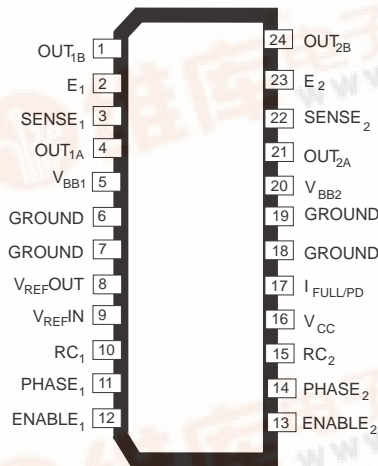 OUT1B 1
E1 2
SENSE1 3
OUT1A 4
VBB1 5
GROUND 6
GROUND 7
VREFOUT 8
VREFIN 9
RC1 10
PHASE1 11
ENABLE1 12
24 OUT2B
23 E2
22 SENSE2
21 OUT2A
20 VBB2
19 GROUND
18 GROUND
17 IFULL/PD
16 VCC
15 RC2
14 PHASE2
13 ENABLE2